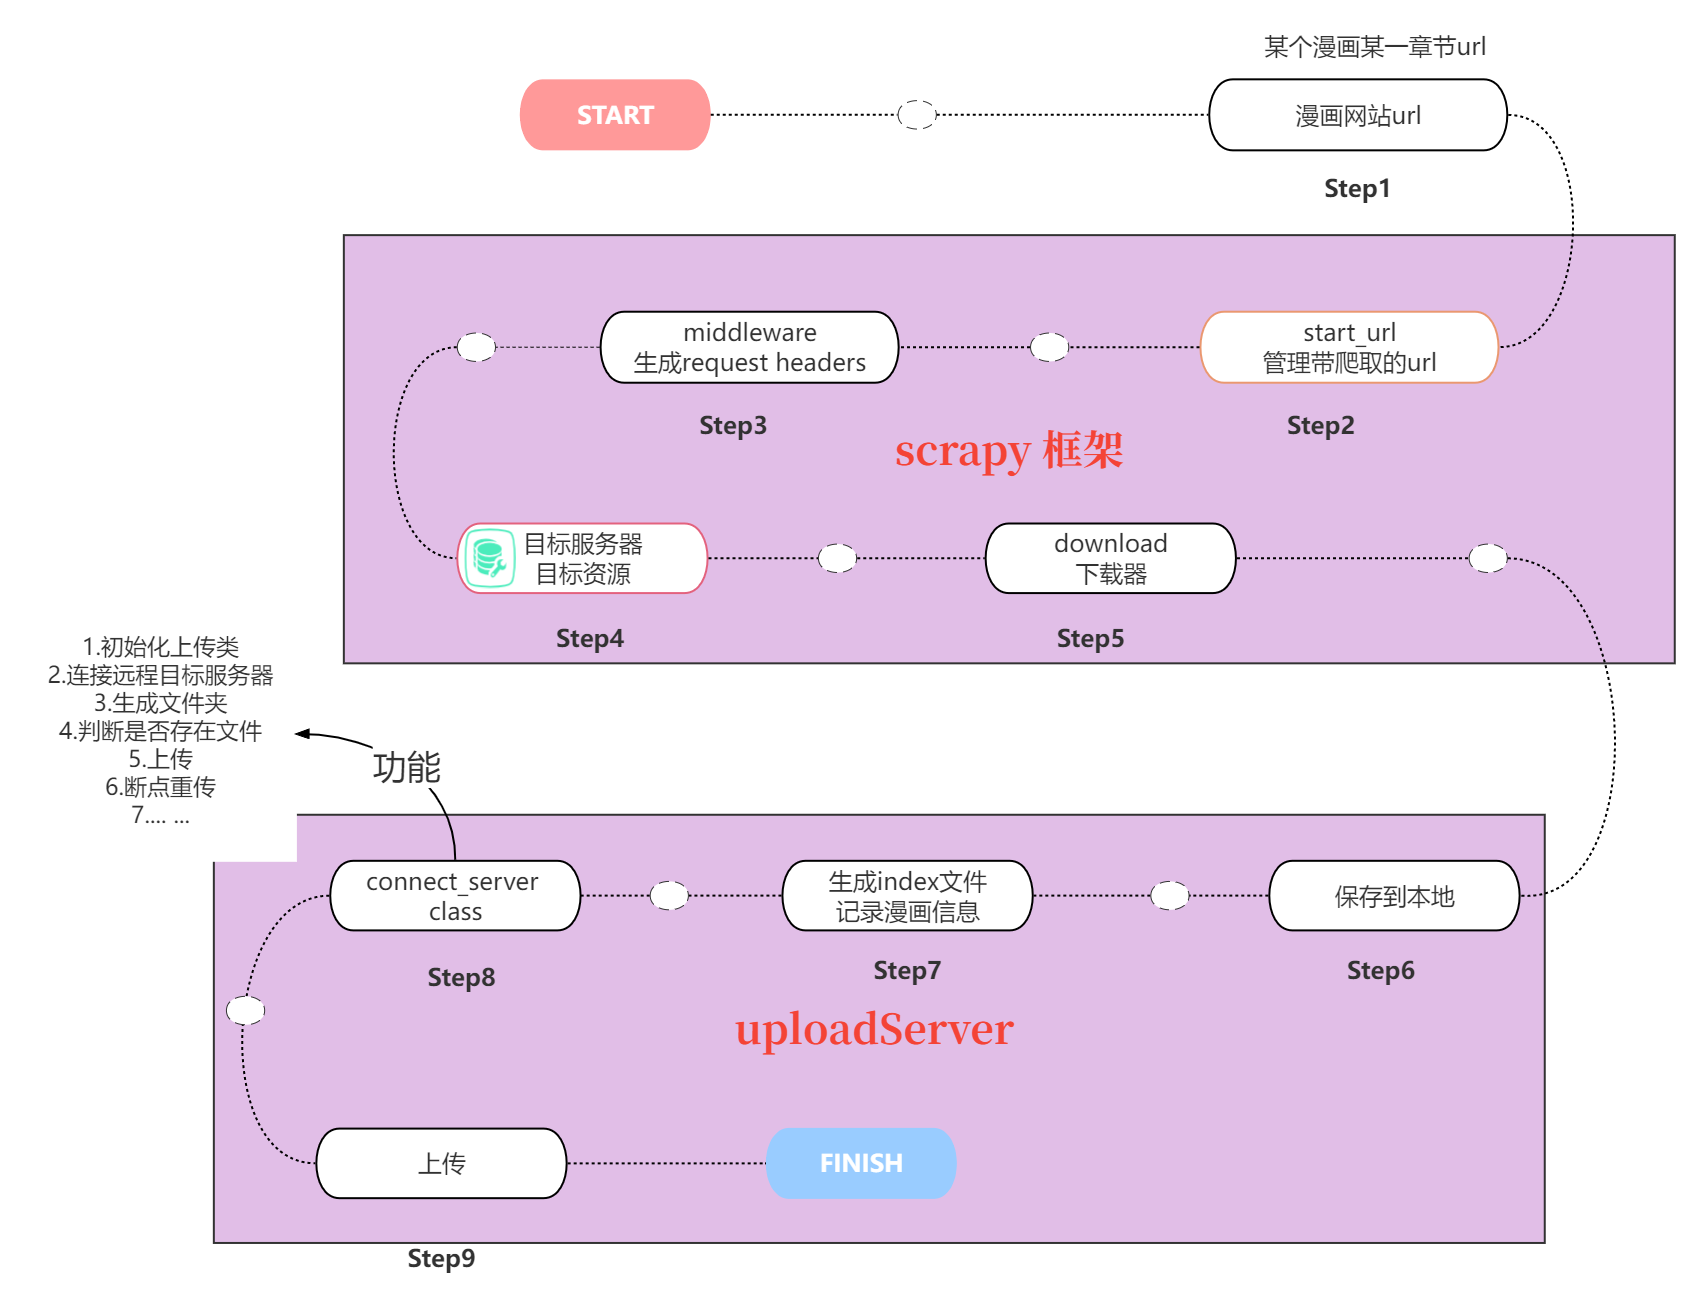 某个漫画某一章节url
START
漫画网站url
Step1
middleware
生成request headers
start_url
管理带爬取的url
Step3
Step2
scrapy 框架
目标服务器
目标资源
download
下载器
Step4
Step5
1.初始化上传类
2.连接远程目标服务器
3.生成文件夹
4.判断是否存在文件
5.上传
6.断点重传
7.... ...
功能
connect_server
class
生成index文件
记录漫画信息
保存到本地
Step8
Step7
Step6
uploadServer
上传
FINISH
Step9